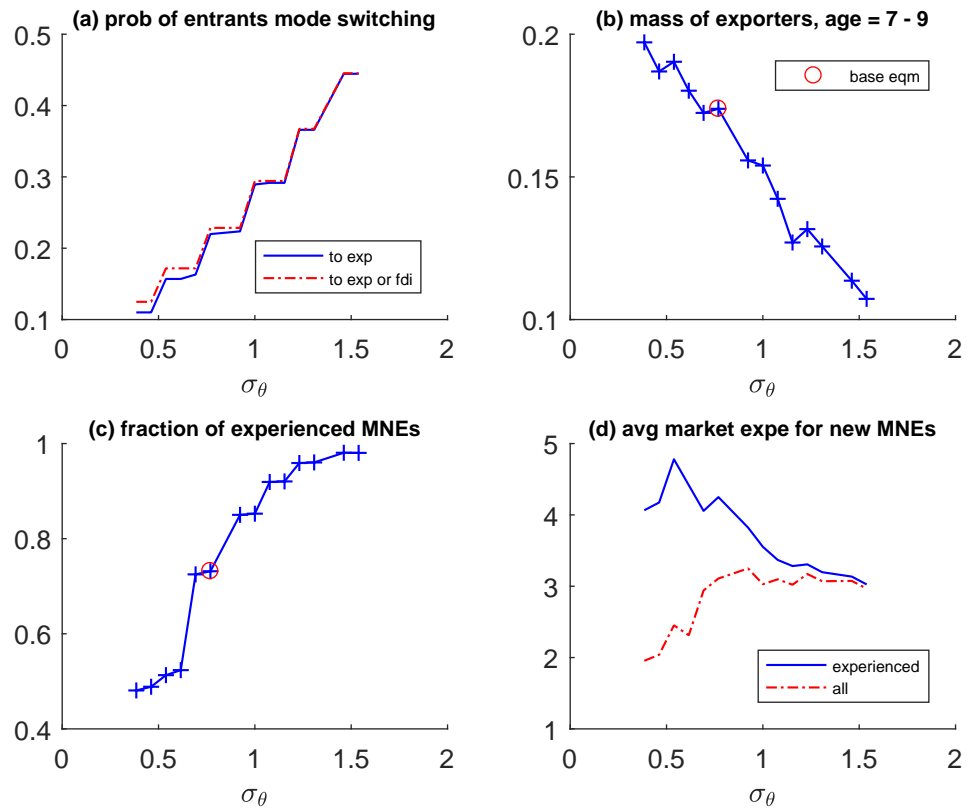 (a) prob of entrants mode switching
0.5
0.4
0.3
0.2
0.1
to exp
to exp or fdi
0
0.5
1
1.5
2
σθ
(b) mass of exporters, age = 7 - 9
0.2
0.15
0.1
base eqm
0
0.5
1
1.5
2
σθ
(c) fraction of experienced MNEs
1
0.8
0.6
0.4
0
0.5
1
1.5
2
σθ
(d) avg market expe for new MNEs
5
4
3
2
1
experienced
all
0
0.5
1
1.5
2
σθ